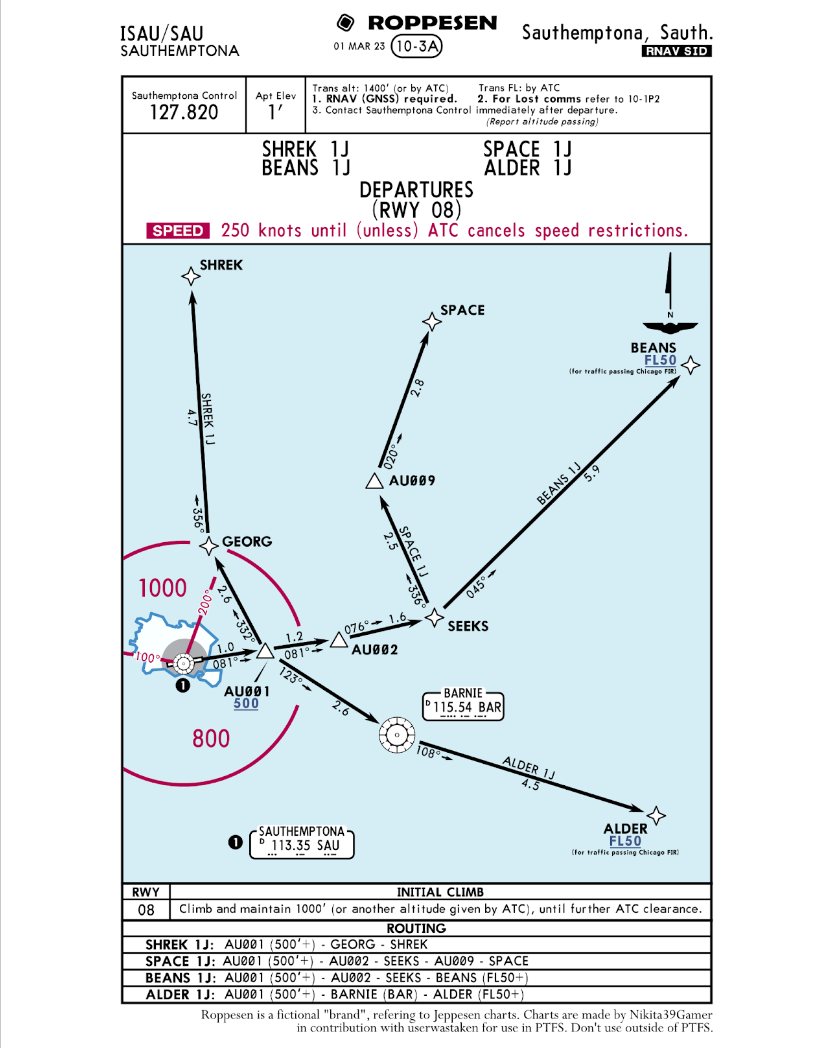 ISAU/SAU
SAUTHEMPTONA
ROPPESEN
01 MAR 23 10-3A
Sauthemptona, Sauth.
RNAV SID
Sauthemptona Control
127.820
Apt Elev
1'
Trans alt: 1400' (or by ATC) Trans FL: by ATC
1. RNAV (GNSS) required. 2. For Lost comms refer to 10-1P2
3. Contact Sauthemptona Control immediately after departure.
(Report altitude passing)
SHREK 1J SPACE 1J
BEANS 1J ALDER 1J
DEPARTURES
(RWY 08)
SPEED 250 knots until (unless) ATC cancels speed restrictions.
SHREK
SPACE
N
BEANS
FL50
(for traffic passing Chicago FIR)
2.8
SHREK 1J
4.7
020°
AU009
BEANS 1J
5.9
356°
GEORG
SPACE 1J
2.5
336°
045°
1000
200°
2.6
332°
076° 1.6
SEEKS
1.2
081°
AU002
1.0
081°
100°
1
AU001
500
123°
2.6
BARNIE
D 115.54 BAR
800
108°
ALDER 1J
4.5
ALDER
FL50
(for traffic passing Chicago FIR)
1
SAUTHEMPTONA
D 113.35 SAU
RWY INITIAL CLIMB
08 Climb and maintain 1000' (or another altitude given by ATC), until further ATC clearance.
ROUTING
SHREK 1J: AU001 (500'+) - GEORG - SHREK
SPACE 1J: AU001 (500'+) - AU002 - SEEKS - AU009 - SPACE
BEANS 1J: AU001 (500'+) - AU002 - SEEKS - BEANS (FL50+)
ALDER 1J: AU001 (500'+) - BARNIE (BAR) - ALDER (FL50+)
Roppesen is a fictional "brand", refering to Jeppesen charts. Charts are made by Nikita39Gamer
in contribution with userwastaken for use in PTFS. Don't use outside of PTFS.